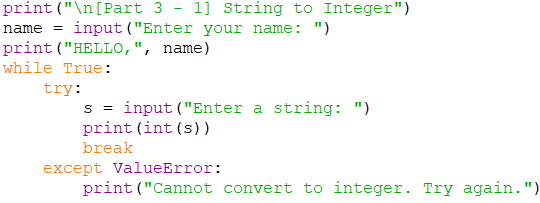 print("\n[Part 3 - 1] String to Integer")
name = input("Enter your name: ")
print("HELLO,", name)
while True:
    try:
        s = input("Enter a string: ")
        print(int(s))
        break
    except ValueError:
        print("Cannot convert to integer. Try again.")